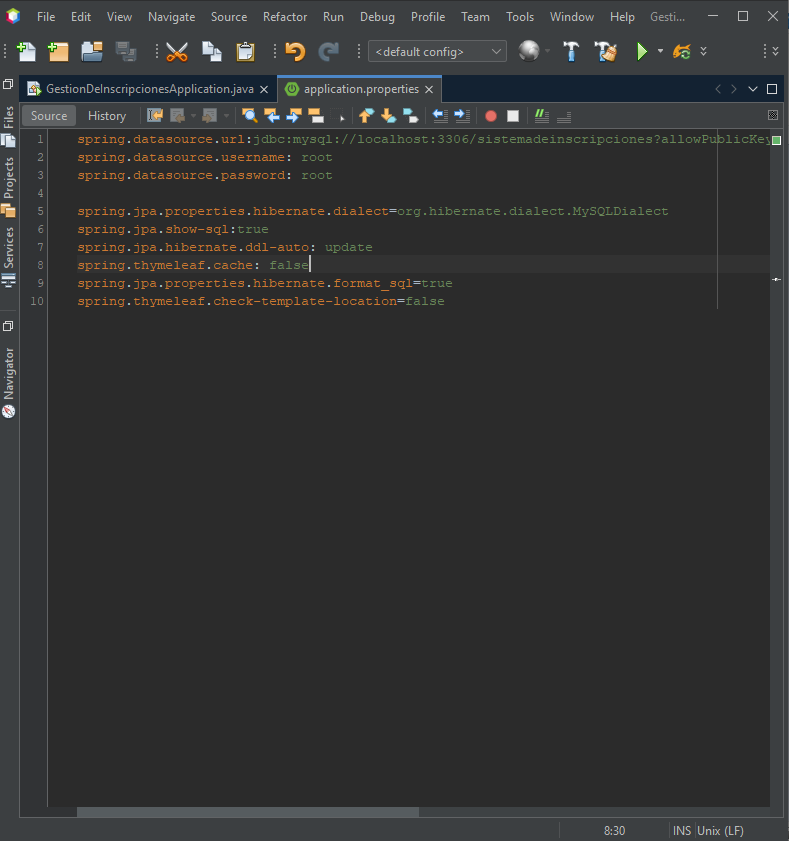 File Edit View Navigate Source Refactor Run Debug Profile Team Tools Window Help Gesti...
<default config>
GestionDeInscripcionesApplication.java application.properties
Source History
1 spring.datasource.url:jdbc:mysql://localhost:3306/sistemadeinscripciones?allowPublicKey
2 spring.datasource.username: root
3 spring.datasource.password: root
4
5 spring.jpa.properties.hibernate.dialect=org.hibernate.dialect.MySQLDialect
6 spring.jpa.show-sql:true
7 spring.jpa.hibernate.ddl-auto: update
8 spring.thymeleaf.cache: false
9 spring.jpa.properties.hibernate.format_sql=true
10 spring.thymeleaf.check-template-location=false
Files
Projects
Services
Navigator
8:30 INS Unix (LF)